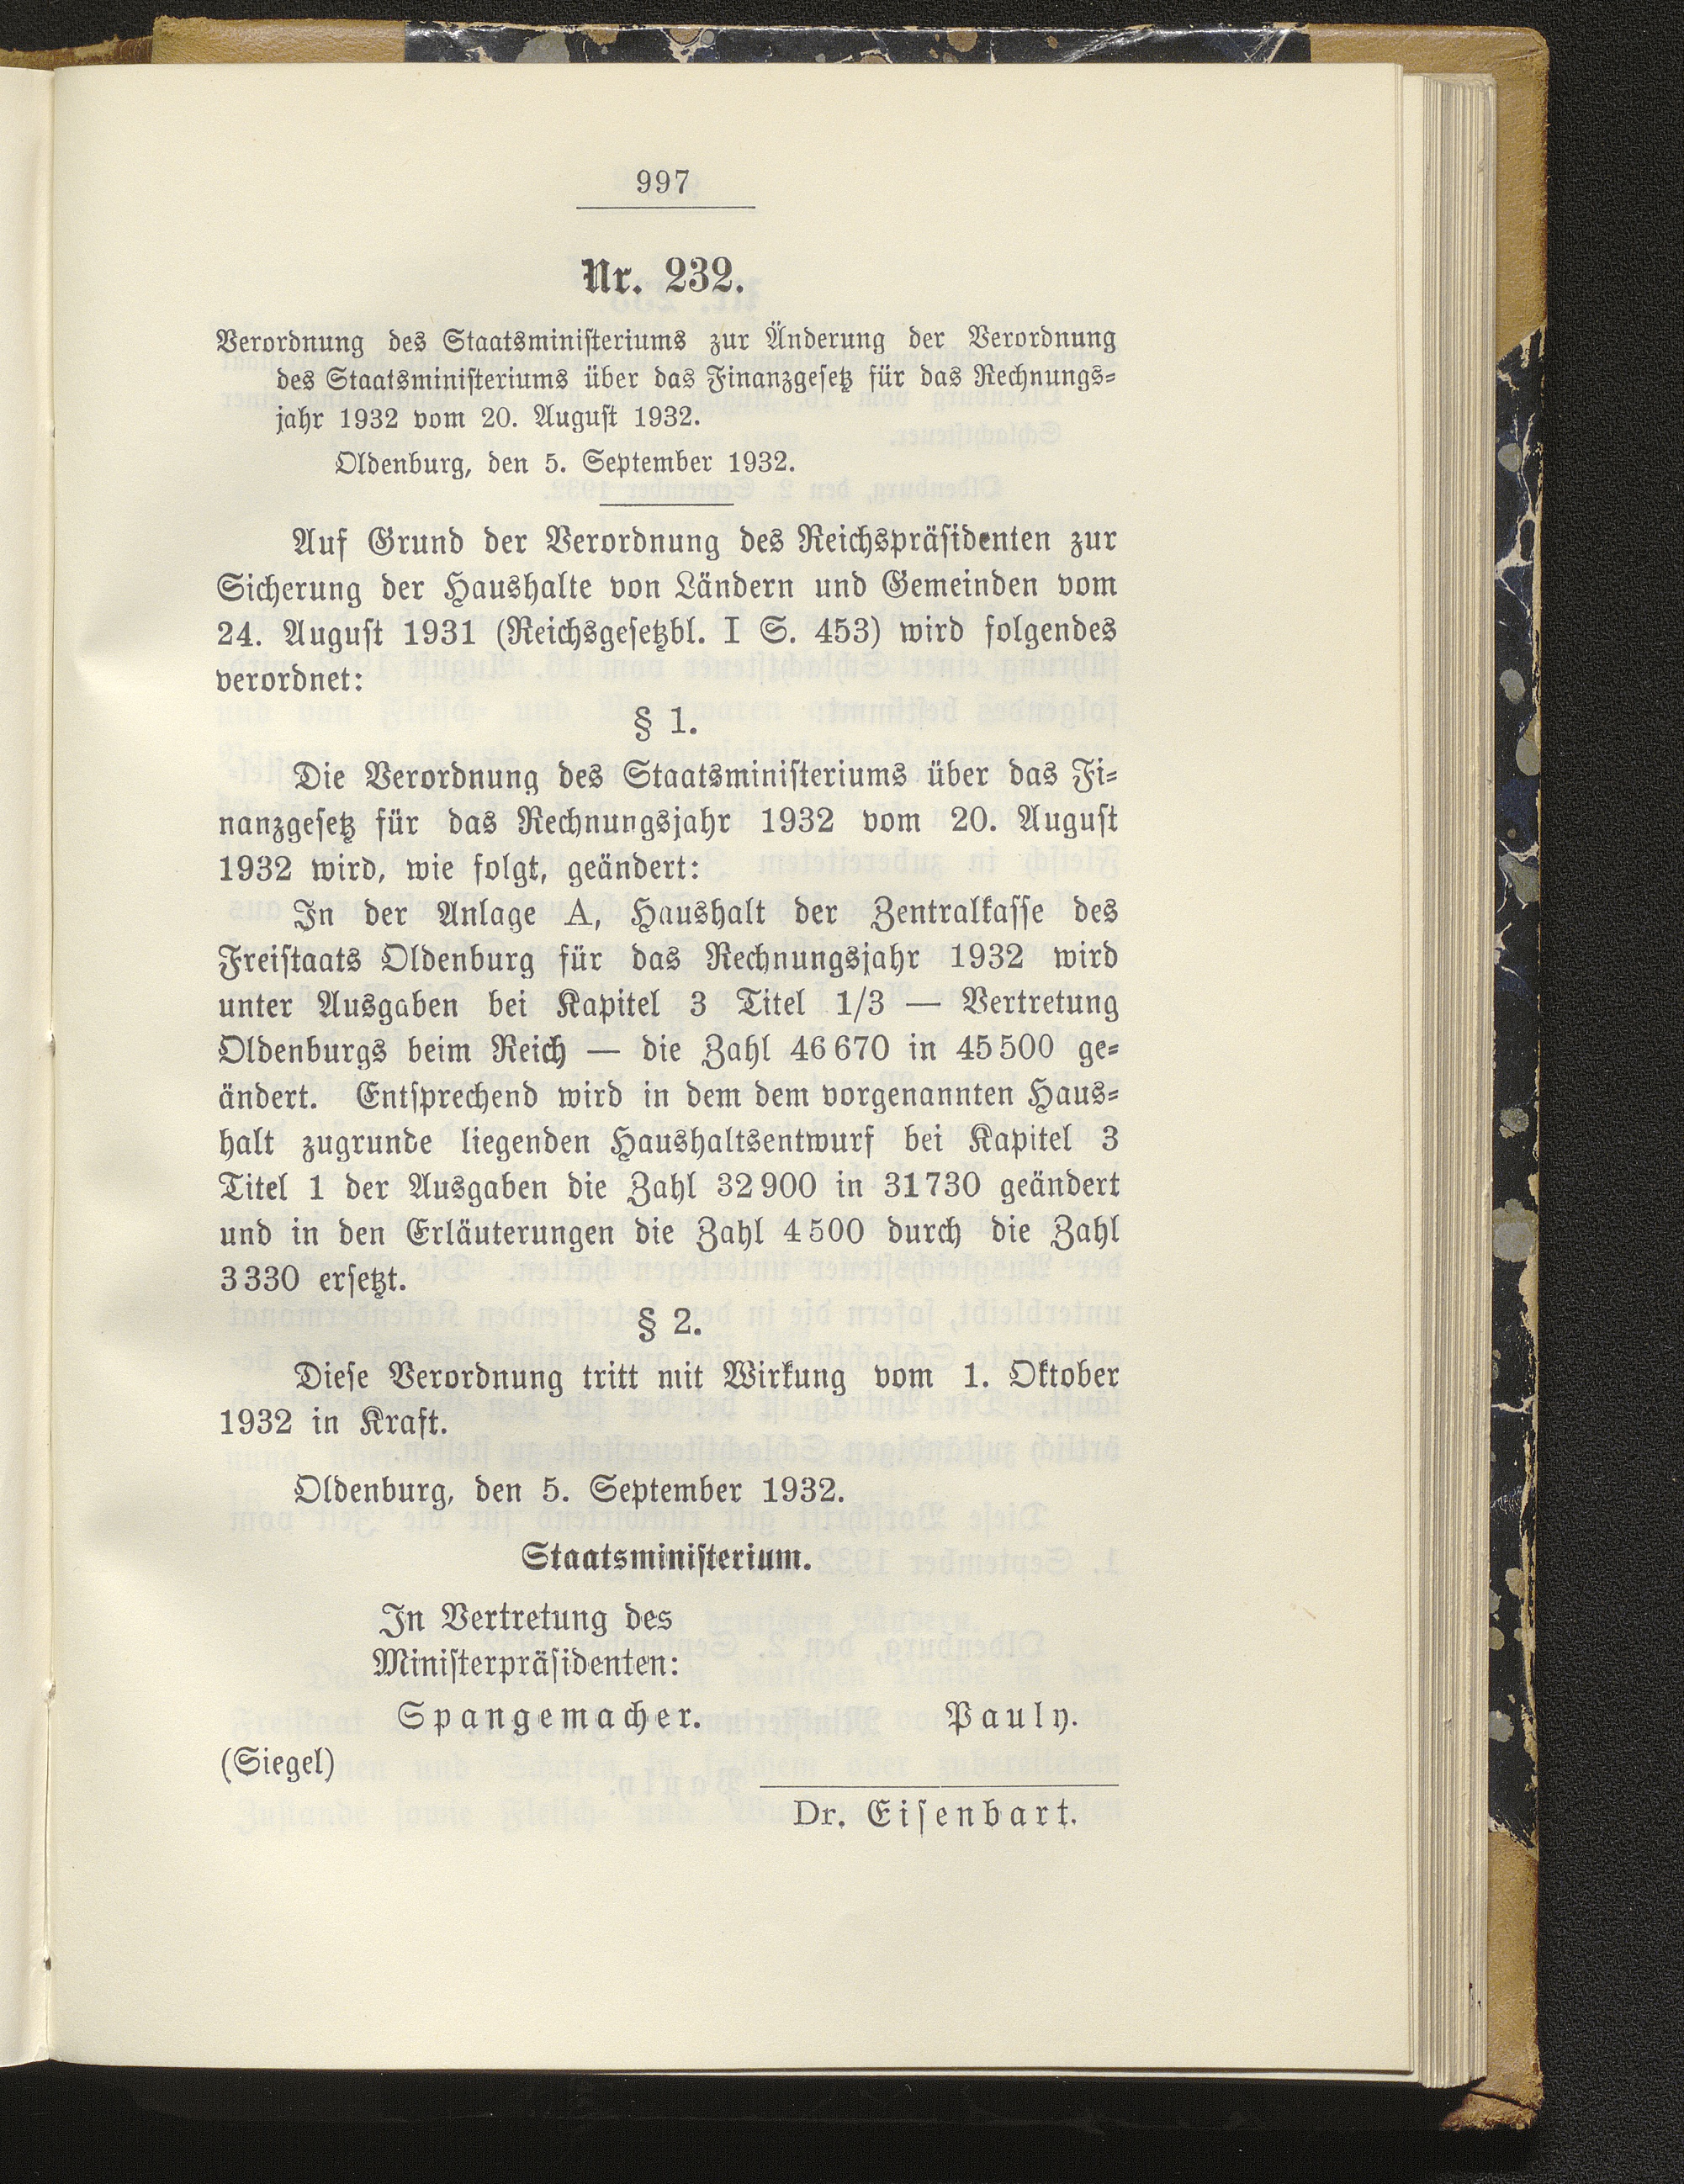 997
Nr. 232.
Verordnung des Staatsministeriums zur Änderung der Verordnung
des Staatsministeriums über das Finanzgesetz für das Rechnungs-
jahr 1932 vom 20. August 1932.
Oldenburg, den 5. September 1932.
Auf Grund der Verordnung des Reichspräsidenten zur
Sicherung der Haushalte von Ländern und Gemeinden vom
24. August 1931 (Reichsgesetzbl. I S. 453) wird folgendes
verordnet:
§ 1.
Die Verordnung des Staatsministeriums über das Fi-
nanzgesetz für das Rechnungsjahr 1932 vom 20. August
1932 wird, wie folgt, geändert:
In der Anlage A, Haushalt der Zentralkasse des
Freistaats Oldenburg für das Rechnungsjahr 1932 wird
unter Ausgaben bei Kapitel 3 Titel 1/3 — Vertretung
Oldenburgs beim Reich — die Zahl 46 670 in 45 500 ge-
ändert. Entsprechend wird in dem dem vorgenannten Haus-
halt zugrunde liegenden Haushaltsentwurf bei Kapitel 3
Titel 1 der Ausgaben die Zahl 32 900 in 31 730 geändert
und in den Erläuterungen die Zahl 4 500 durch die Zahl
3 330 ersetzt.
§ 2.
Diese Verordnung tritt mit Wirkung vom 1. Oktober
1932 in Kraft.
Oldenburg, den 5. September 1932.
Staatsministerium.
In Vertretung des
Ministerpräsidenten:
Spangemacher. Pauly.
(Siegel)
Dr. Eisenbart.